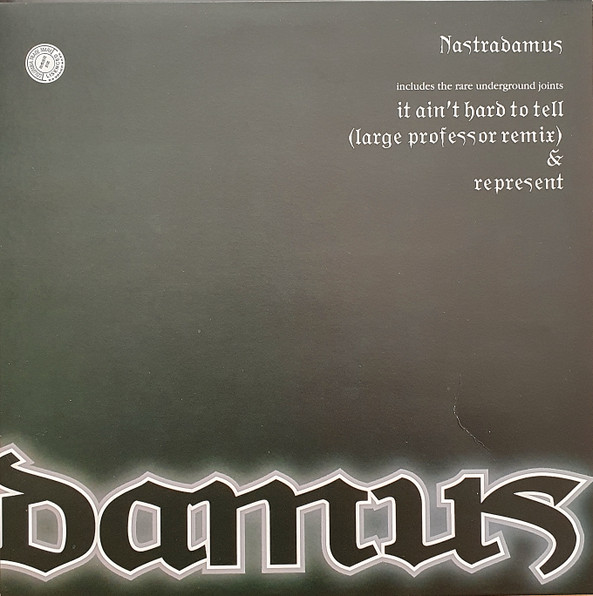 Nastradamus
includes the rare underground joints
it ain't hard to tell
(large professor remix)
&
represent
damus